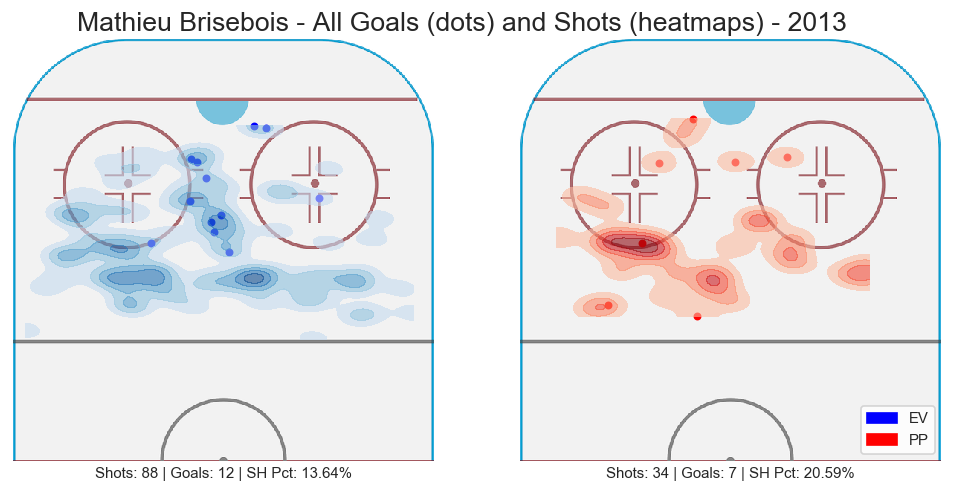 Mathieu Brisebois - All Goals (dots) and Shots (heatmaps) - 2013
EV
PP
Shots: 88 | Goals: 12 | SH Pct: 13.64%
Shots: 34 | Goals: 7 | SH Pct: 20.59%